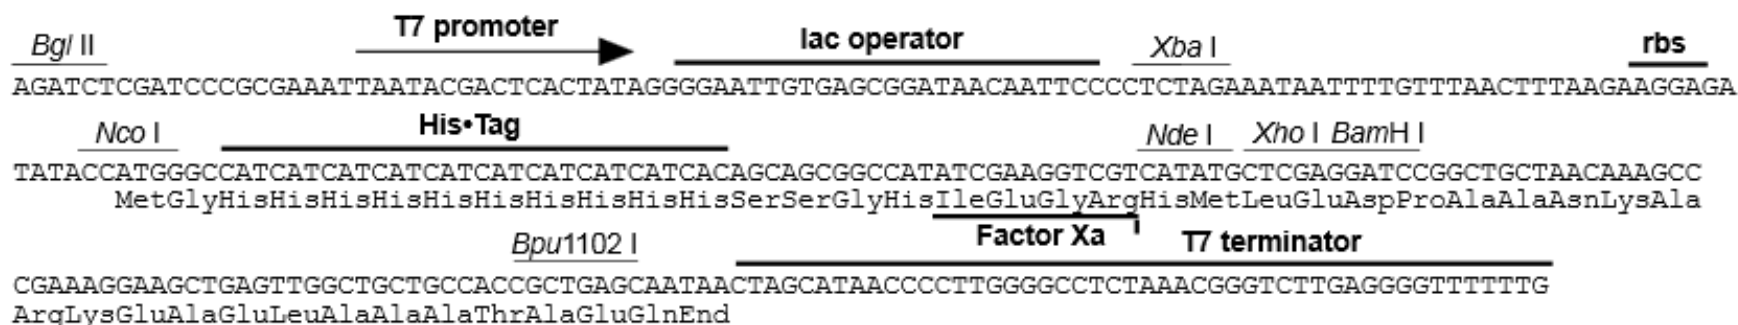 Bgl II T7 promoter lac operator Xba I rbs
AGATCTCGATCCCGCGAAATTAATACGACTCACTATAGGGGAATTGTGAGCGGATAACAATTCCCCTCTAGAAATAATTTTGTTTAACTTTAAGAAGGAGA
Nco I His•Tag Nde I Xho I BamH I
TATACCATGGGCCATCATCATCATCATCATCATCATCATCACAGCAGCGGCCATATCGAAGGTCGTCATATGCTCGAGGATCCGGCTGCTAACAAAGCC
MetGlyHisHisHisHisHisHisHisHisHisHisSerSerGlyHisIleGluGlyArgHisMetLeuGluAspProAlaAlaAsnLysAla
Bpu1102 I Factor Xa T7 terminator
CGAAAGGAAGCTGAGTTGGCTGCTGCCACCGCTGAGCAATAACTAGCATAACCCCTTGGGGCCTCTAAACGGGTCTTGAGGGGTTTTTTG
ArgLysGluAlaGluLeuAlaAlaAlaThrAlaGluGlnEnd